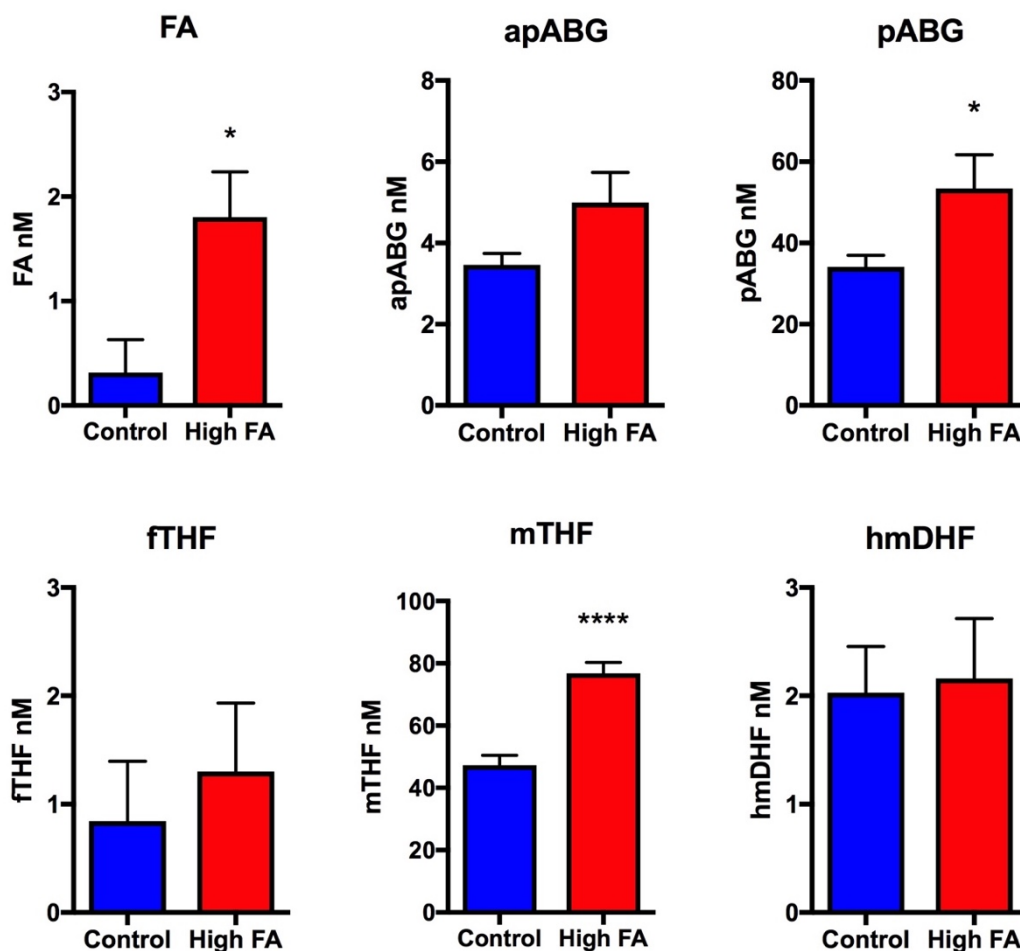 FA
apABG
pABG
3
2
1
0
FA nM
*
Control High FA
8
6
4
2
0
apABG nM
Control High FA
80
60
40
20
0
pABG nM
*
Control High FA
fTHF
mTHF
hmDHF
3
2
1
0
fTHF nM
Control High FA
100
80
60
40
20
0
mTHF nM
****
Control High FA
3
2
1
0
hmDHF nM
Control High FA